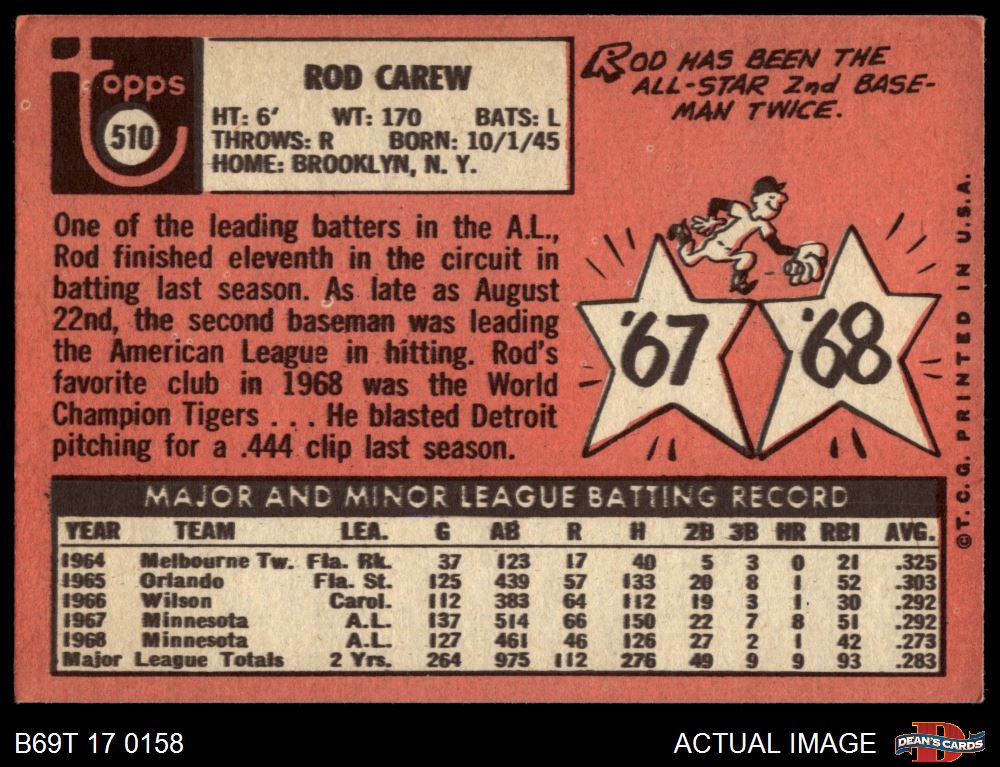 Topps
510
ROD CAREW
HT: 6' WT: 170 BATS: L
THROWS: R BORN: 10/1/45
HOME: BROOKLYN, N. Y.
ROD HAS BEEN THE
ALL-STAR 2nd BASE-
MAN TWICE.
One of the leading batters in the A.L.,
Rod finished eleventh in the circuit in
batting last season. As late as August
22nd, the second baseman was leading
the American League in hitting. Rod's
favorite club in 1968 was the World
Champion Tigers . . . He blasted Detroit
pitching for a .444 clip last season.
'67
'68
©T. C. G. PRINTED IN U.S.A.
MAJOR AND MINOR LEAGUE BATTING RECORD
YEAR TEAM LEA. G AB R H 2B 3B HR RBI AVG.
1964 Melbourne Tw. Fla. Rk. 37 123 17 40 5 3 0 21 .325
1965 Orlando Fla. St. 125 439 57 133 20 8 1 52 .303
1966 Wilson Carol. 112 383 64 112 19 3 1 30 .292
1967 Minnesota A.L. 137 514 66 150 22 7 8 51 .292
1968 Minnesota A.L. 127 461 46 126 27 2 1 42 .273
Major League Totals 2 Yrs. 264 975 112 276 49 9 9 93 .283
B69T 17 0158
ACTUAL IMAGE
D
DEAN'S CARDS